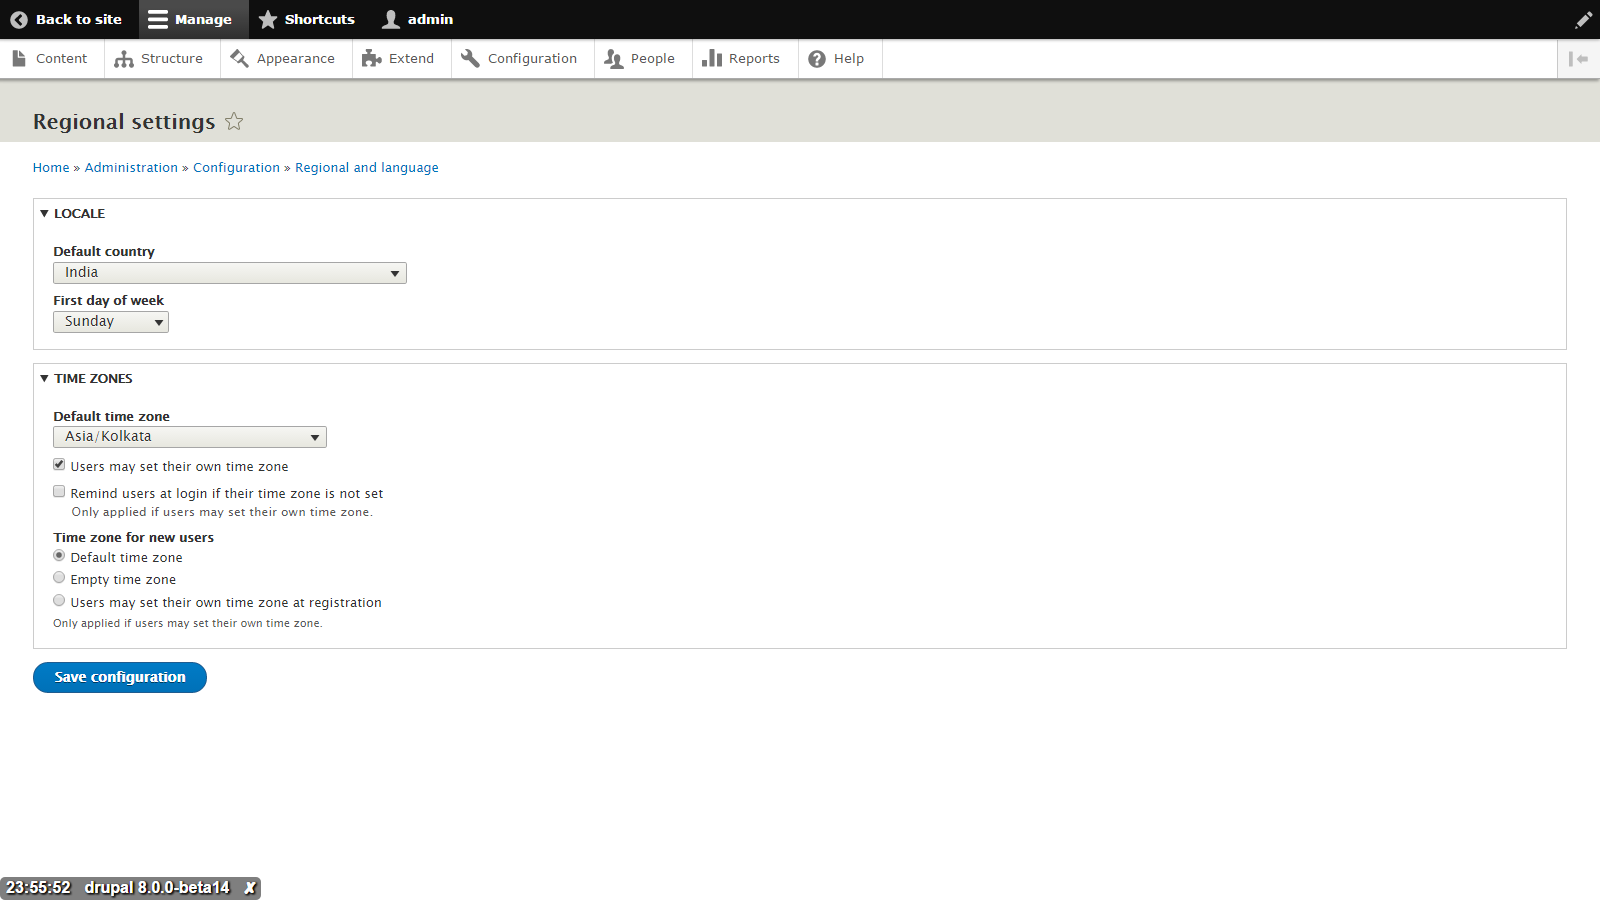 Back to site Manage Shortcuts admin
Content Structure Appearance Extend Configuration People Reports Help
Regional settings
Home » Administration » Configuration » Regional and language
LOCALE
Default country
India
First day of week
Sunday
TIME ZONES
Default time zone
Asia/Kolkata
Users may set their own time zone
Remind users at login if their time zone is not set
Only applied if users may set their own time zone.
Time zone for new users
Default time zone
Empty time zone
Users may set their own time zone at registration
Only applied if users may set their own time zone.
Save configuration
23:55:52 drupal 8.0.0-beta14 ✘